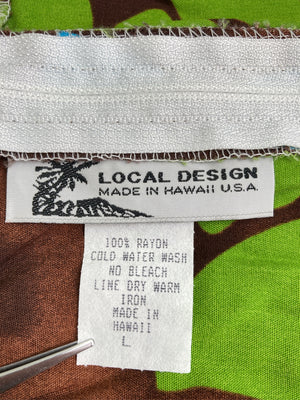 LOCAL DESIGN
MADE IN HAWAII U.S.A.
100% RAYON
COLD WATER WASH
NO BLEACH
LINE DRY WARM
IRON
MADE IN
HAWAII
L